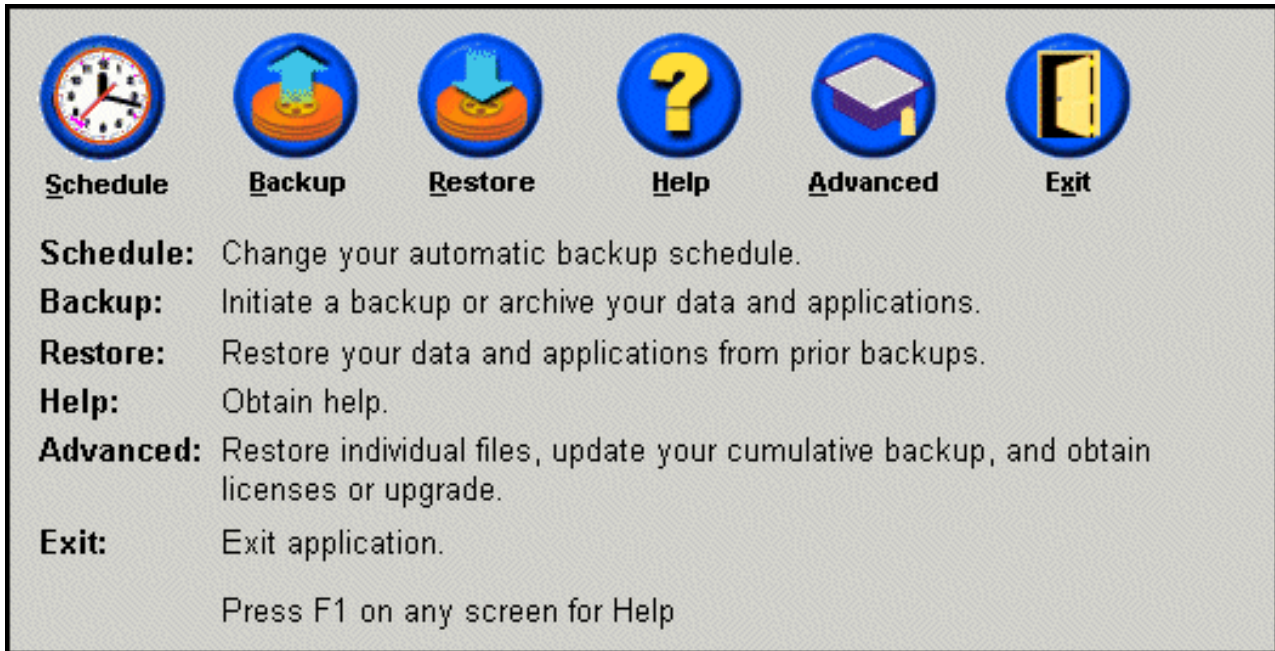 Schedule Backup Restore Help Advanced Exit
Schedule: Change your automatic backup schedule.
Backup: Initiate a backup or archive your data and applications.
Restore: Restore your data and applications from prior backups.
Help: Obtain help.
Advanced: Restore individual files, update your cumulative backup, and obtain
licenses or upgrade.
Exit: Exit application.
Press F1 on any screen for Help